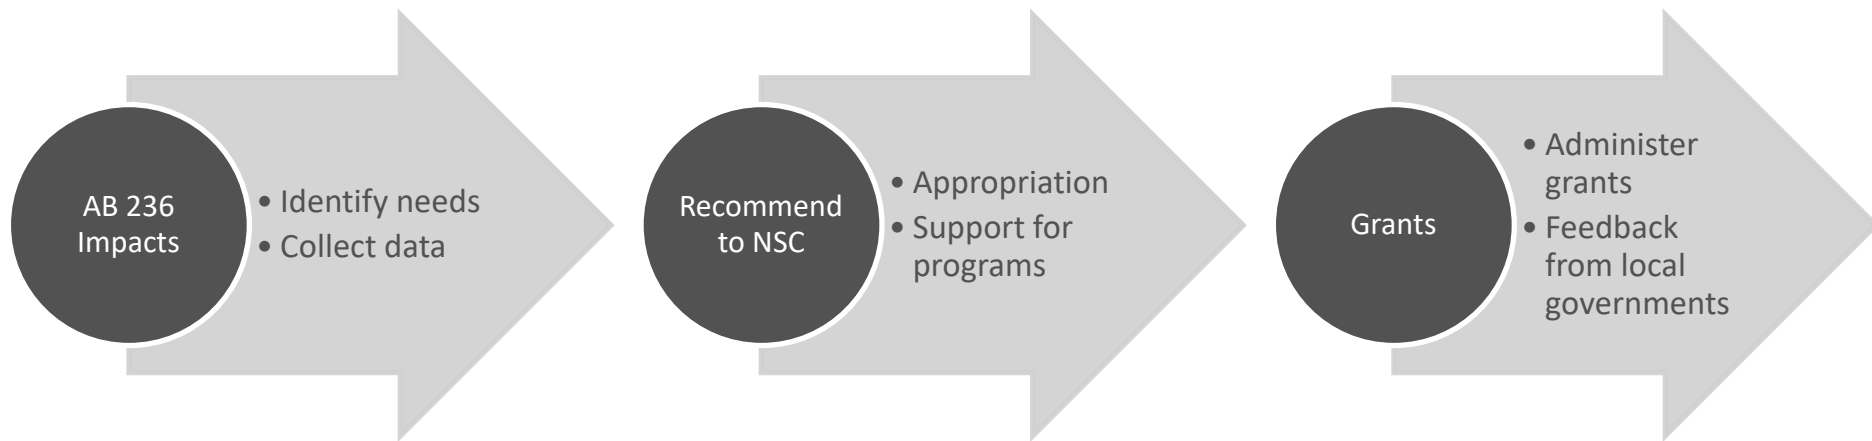 AB 236
Impacts
• Identify needs
• Collect data
Recommend
to NSC
• Appropriation
• Support for
programs
Grants
• Administer
grants
• Feedback
from local
governments